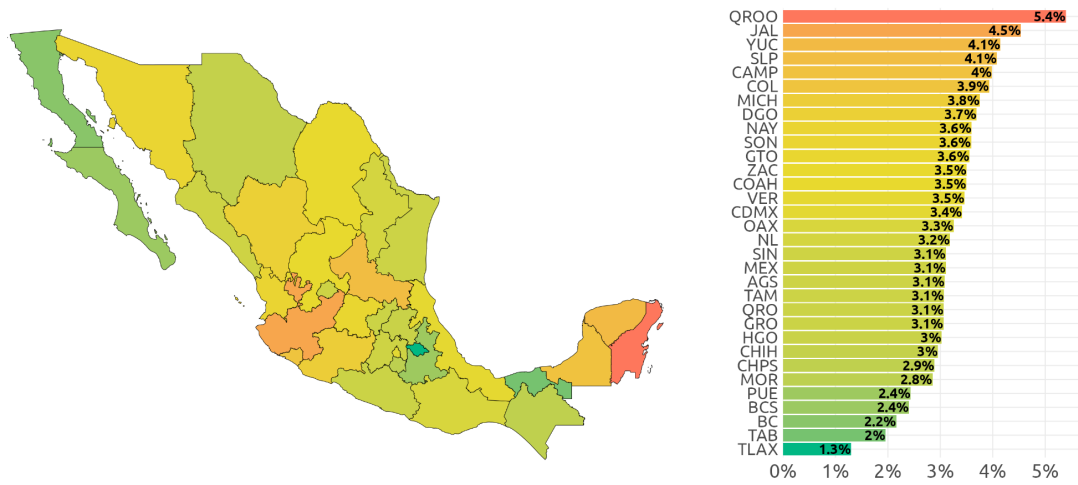 QROO 5.4%
JAL 4.5%
YUC 4.1%
SLP 4.1%
CAMP 4%
COL 3.9%
MICH 3.8%
DGO 3.7%
NAY 3.6%
SON 3.6%
GTO 3.6%
ZAC 3.5%
COAH 3.5%
VER 3.5%
CDMX 3.4%
OAX 3.3%
NL 3.2%
SIN 3.1%
MEX 3.1%
AGS 3.1%
TAM 3.1%
QRO 3.1%
GRO 3.1%
HGO 3%
CHIH 3%
CHPS 2.9%
MOR 2.8%
PUE 2.4%
BCS 2.4%
BC 2.2%
TAB 2%
TLAX 1.3%
0% 1% 2% 3% 4% 5%